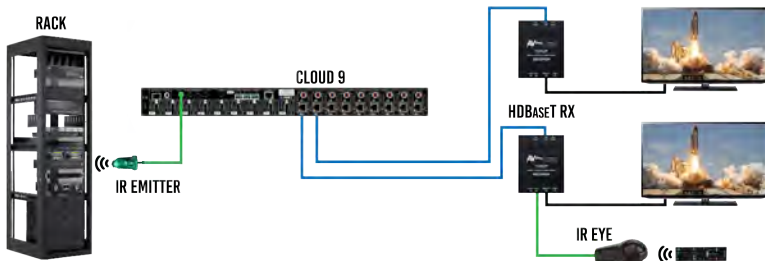 RACK
CLOUD 9
HDBASET RX
IR EMITTER
IR EYE